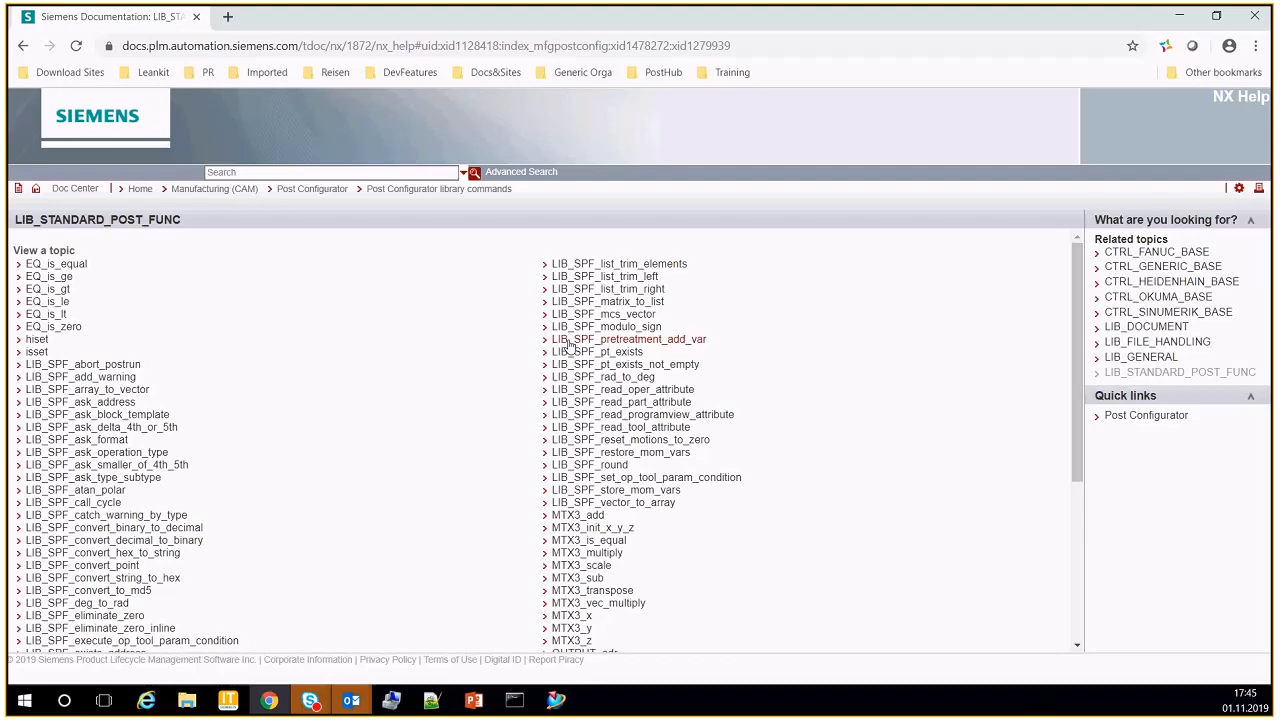 Siemens Documentation: LIB_STA
docs.plm.automation.siemens.com/tdoc/nx/1872/nx_help#uid:xid1128418:index_mfgpostconfig:xid1478272:xid1279939
Download Sites Leankit PR Imported Reisen DevFeatures Docs&Sites Generic Orga PostHub Training Other bookmarks
SIEMENS
NX Help
Search Advanced Search
Doc Center Home Manufacturing (CAM) Post Configurator Post Configurator library commands
LIB_STANDARD_POST_FUNC
View a topic
EQ_is_equal
EQ_is_ge
EQ_is_gt
EQ_is_le
EQ_is_lt
EQ_is_zero
hiset
isset
LIB_SPF_abort_postrun
LIB_SPF_add_warning
LIB_SPF_array_to_vector
LIB_SPF_ask_address
LIB_SPF_ask_block_template
LIB_SPF_ask_delta_4th_or_5th
LIB_SPF_ask_format
LIB_SPF_ask_operation_type
LIB_SPF_ask_smaller_of_4th_5th
LIB_SPF_ask_type_subtype
LIB_SPF_atan_polar
LIB_SPF_call_cycle
LIB_SPF_catch_warning_by_type
LIB_SPF_convert_binary_to_decimal
LIB_SPF_convert_decimal_to_binary
LIB_SPF_convert_hex_to_string
LIB_SPF_convert_point
LIB_SPF_convert_string_to_hex
LIB_SPF_convert_to_md5
LIB_SPF_deg_to_rad
LIB_SPF_eliminate_zero
LIB_SPF_eliminate_zero_inline
LIB_SPF_execute_op_tool_param_condition
LIB_SPF_list_trim_elements
LIB_SPF_list_trim_left
LIB_SPF_list_trim_right
LIB_SPF_matrix_to_list
LIB_SPF_mcs_vector
LIB_SPF_modulo_sign
LIB_SPF_pretreatment_add_var
LIB_SPF_pt_exists
LIB_SPF_pt_exists_not_empty
LIB_SPF_rad_to_deg
LIB_SPF_read_oper_attribute
LIB_SPF_read_part_attribute
LIB_SPF_read_programview_attribute
LIB_SPF_read_tool_attribute
LIB_SPF_reset_motions_to_zero
LIB_SPF_restore_mom_vars
LIB_SPF_round
LIB_SPF_set_op_tool_param_condition
LIB_SPF_store_mom_vars
LIB_SPF_vector_to_array
MTX3_add
MTX3_init_x_y_z
MTX3_is_equal
MTX3_multiply
MTX3_scale
MTX3_sub
MTX3_transpose
MTX3_vec_multiply
MTX3_x
MTX3_y
MTX3_z
What are you looking for?
Related topics
CTRL_FANUC_BASE
CTRL_GENERIC_BASE
CTRL_HEIDENHAIN_BASE
CTRL_OKUMA_BASE
CTRL_SINUMERIK_BASE
LIB_DOCUMENT
LIB_FILE_HANDLING
LIB_GENERAL
LIB_STANDARD_POST_FUNC
Quick links
Post Configurator
© 2019 Siemens Product Lifecycle Management Software Inc. | Corporate Information | Privacy Policy | Terms of Use | Digital ID | Report Piracy
17:45
01.11.2019